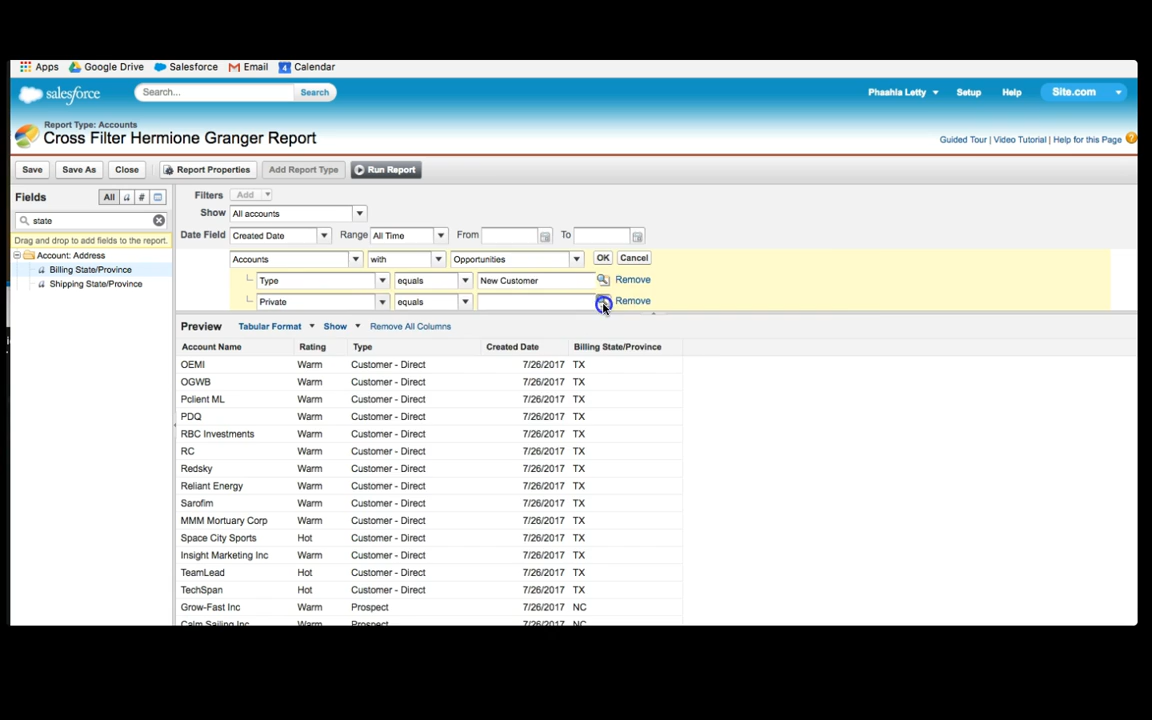 Apps Google Drive Salesforce Email 4 Calendar
salesforce Search... Search Phaahla Letty Setup Help Site.com
Report Type: Accounts
Cross Filter Hermione Granger Report
Guided Tour | Video Tutorial | Help for this Page ?
Save Save As Close Report Properties Add Report Type Run Report
Fields All #
Filters Add
state
Show All accounts
Drag and drop to add fields to the report.
Date Field Created Date Range All Time From To
Account: Address
Accounts with Opportunities OK Cancel
Billing State/Province
Type equals New Customer Remove
Shipping State/Province
Private equals Remove
Preview Tabular Format Show Remove All Columns
Account Name Rating Type Created Date Billing State/Province
OEMI Warm Customer - Direct 7/26/2017 TX
OGWB Warm Customer - Direct 7/26/2017 TX
Pclient ML Warm Customer - Direct 7/26/2017 TX
PDQ Warm Customer - Direct 7/26/2017 TX
RBC Investments Warm Customer - Direct 7/26/2017 TX
RC Warm Customer - Direct 7/26/2017 TX
Redsky Warm Customer - Direct 7/26/2017 TX
Reliant Energy Warm Customer - Direct 7/26/2017 TX
Sarofim Warm Customer - Direct 7/26/2017 TX
MMM Mortuary Corp Warm Customer - Direct 7/26/2017 TX
Space City Sports Hot Customer - Direct 7/26/2017 TX
Insight Marketing Inc Warm Customer - Direct 7/26/2017 TX
TeamLead Hot Customer - Direct 7/26/2017 TX
TechSpan Hot Customer - Direct 7/26/2017 TX
Grow-Fast Inc Warm Prospect 7/26/2017 NC
Calm Sailing Inc Warm Prospect 7/26/2017 NC